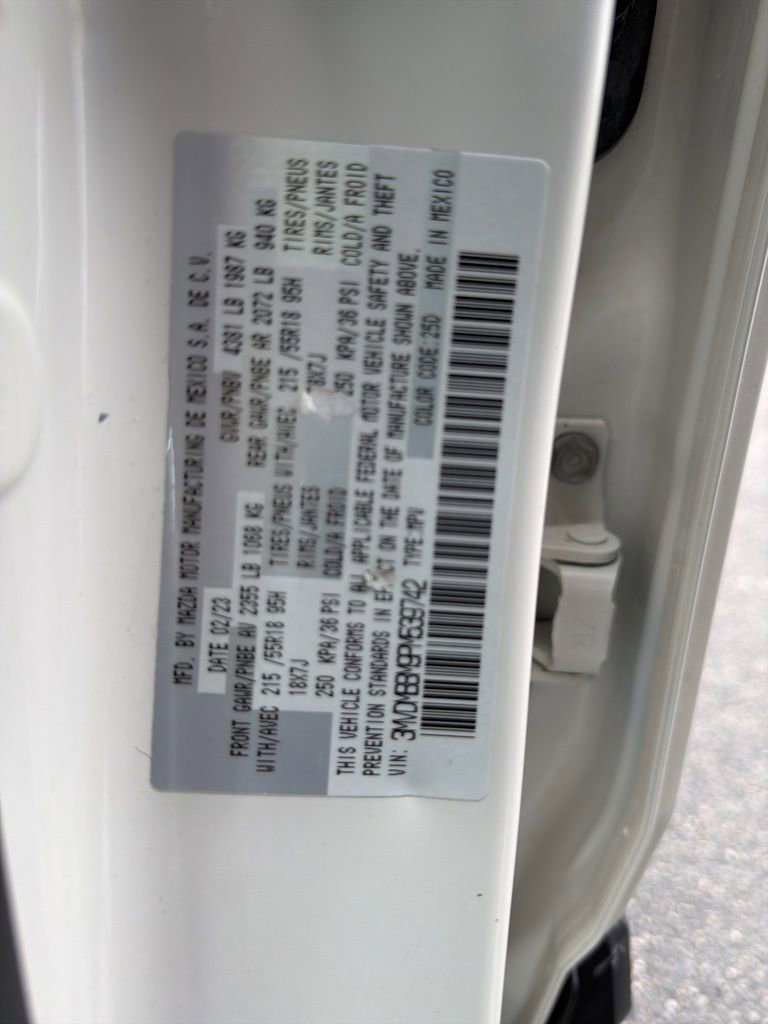 MFD. BY MAZDA MOTOR MANUFACTURING DE MEXICO S.A. DE C.V.
DATE 02/23 GVWR/PNBV 4381 LB 1987 KG
FRONT GAWR/PNBE AV 2355 LB 1068 KG REAR GAWR/PNBE AR 2072 LB 940 KG
WITH/AVEC 215 /55R18 95H TIRES/PNEUS WITH/AVEC 215 /55R18 95H TIRES/PNEUS
18X7J RIMS/JANTES 18X7J RIMS/JANTES
250 KPA/36 PSI COLD/A FROID 250 KPA/36 PSI COLD/A FROID
THIS VEHICLE CONFORMS TO ALL APPLICABLE FEDERAL MOTOR VEHICLE SAFETY AND THEFT
PREVENTION STANDARDS IN EFFECT ON THE DATE OF MANUFACTURE SHOWN ABOVE.
VIN: 3MVDMBBM9PM539742 TYPE:MPV COLOR CODE:25D MADE IN MEXICO